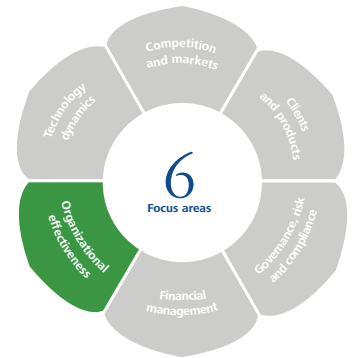 Competition
and markets
Clients
and products
Governance, risk
and compliance
Financial
management
Organizational
effectiveness
Technology
dynamics
6
Focus areas